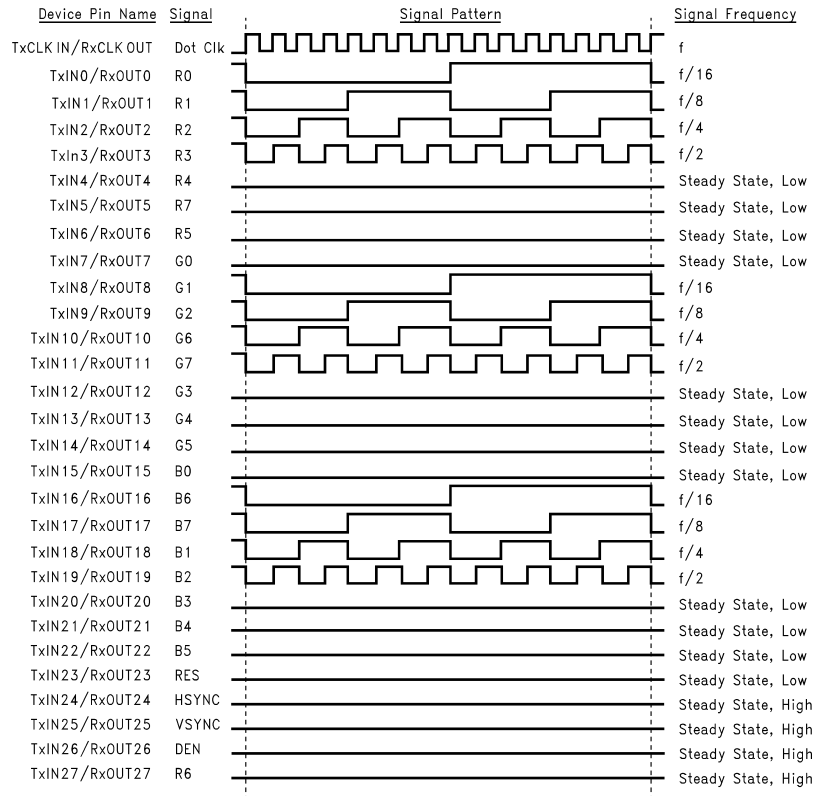 Device Pin Name Signal Signal Pattern Signal Frequency
TxCLK IN/RxCLK OUT Dot Clk f
TxIN0/RxOUT0 R0 f/16
TxIN1/RxOUT1 R1 f/8
TxIN2/RxOUT2 R2 f/4
TxIn3/RxOUT3 R3 f/2
TxIN4/RxOUT4 R4 Steady State, Low
TxIN5/RxOUT5 R7 Steady State, Low
TxIN6/RxOUT6 R5 Steady State, Low
TxIN7/RxOUT7 G0 Steady State, Low
TxIN8/RxOUT8 G1 f/16
TxIN9/RxOUT9 G2 f/8
TxIN10/RxOUT10 G6 f/4
TxIN11/RxOUT11 G7 f/2
TxIN12/RxOUT12 G3 Steady State, Low
TxIN13/RxOUT13 G4 Steady State, Low
TxIN14/RxOUT14 G5 Steady State, Low
TxIN15/RxOUT15 B0 Steady State, Low
TxIN16/RxOUT16 B6 f/16
TxIN17/RxOUT17 B7 f/8
TxIN18/RxOUT18 B1 f/4
TxIN19/RxOUT19 B2 f/2
TxIN20/RxOUT20 B3 Steady State, Low
TxIN21/RxOUT21 B4 Steady State, Low
TxIN22/RxOUT22 B5 Steady State, Low
TxIN23/RxOUT23 RES Steady State, Low
TxIN24/RxOUT24 HSYNC Steady State, High
TxIN25/RxOUT25 VSYNC Steady State, High
TxIN26/RxOUT26 DEN Steady State, High
TxIN27/RxOUT27 R6 Steady State, High